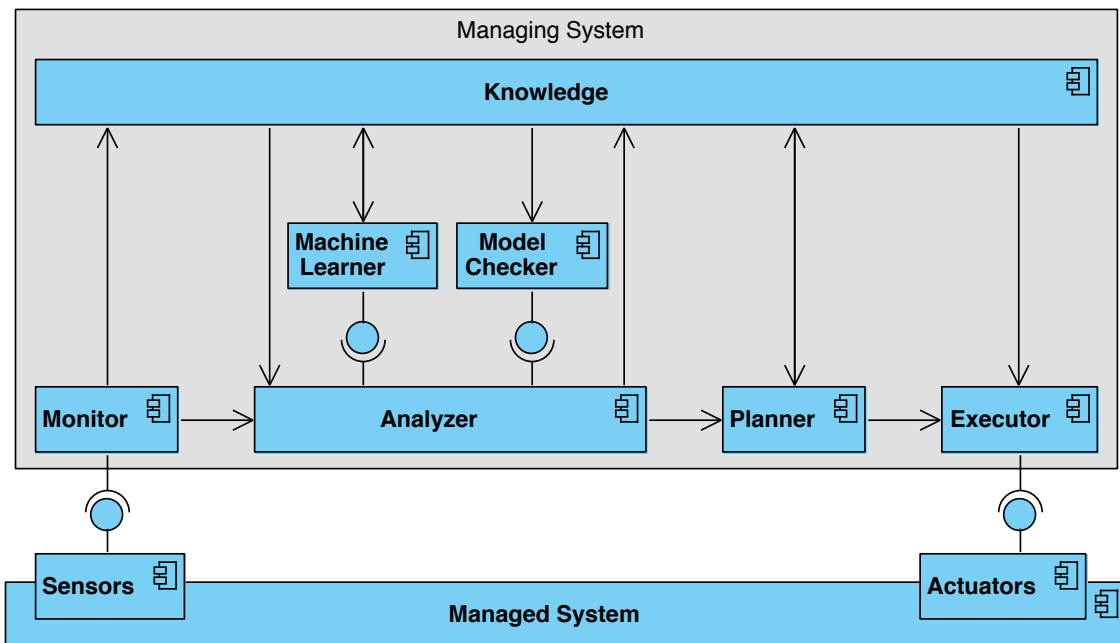 Managing System
Knowledge
Machine
Learner
Model
Checker
Monitor
Analyzer
Planner
Executor
Sensors
Actuators
Managed System